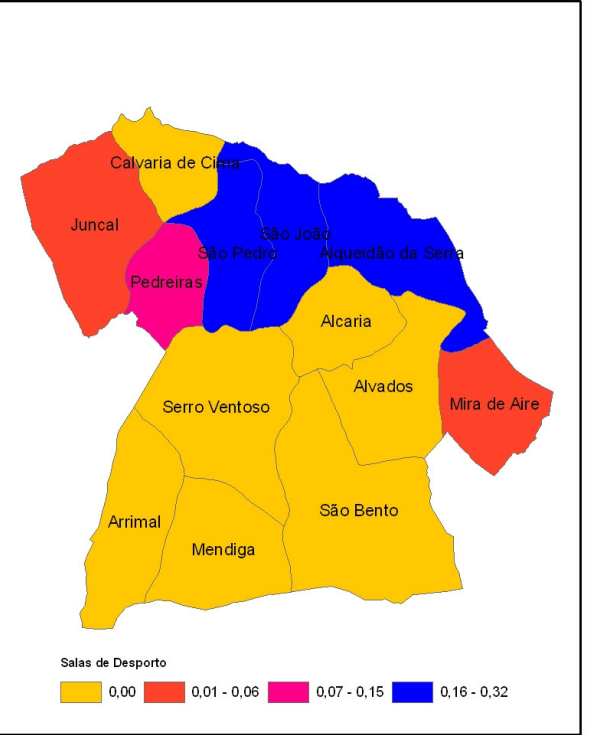 Calvaria de Cima
Juncal
São João
São Pedro
Alqueidão da Serra
Pedreiras
Alcaria
Alvados
Serro Ventoso
Mira de Aire
São Bento
Arrimal
Mendiga
Salas de Desporto
0,00 0,01 - 0,06 0,07 - 0,15 0,16 - 0,32